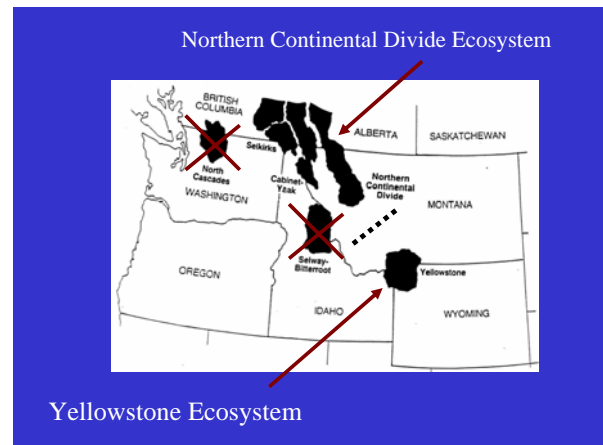 Northern Continental Divide Ecosystem
BRITISH
COLUMBIA
ALBERTA
SASKATCHEWAN
Selkirks
North
Cascades
Cabinet-
Yaak
Northern
Continental
Divide
WASHINGTON
MONTANA
Selway-
Bitterroot
OREGON
Yellowstone
IDAHO
WYOMING
Yellowstone Ecosystem